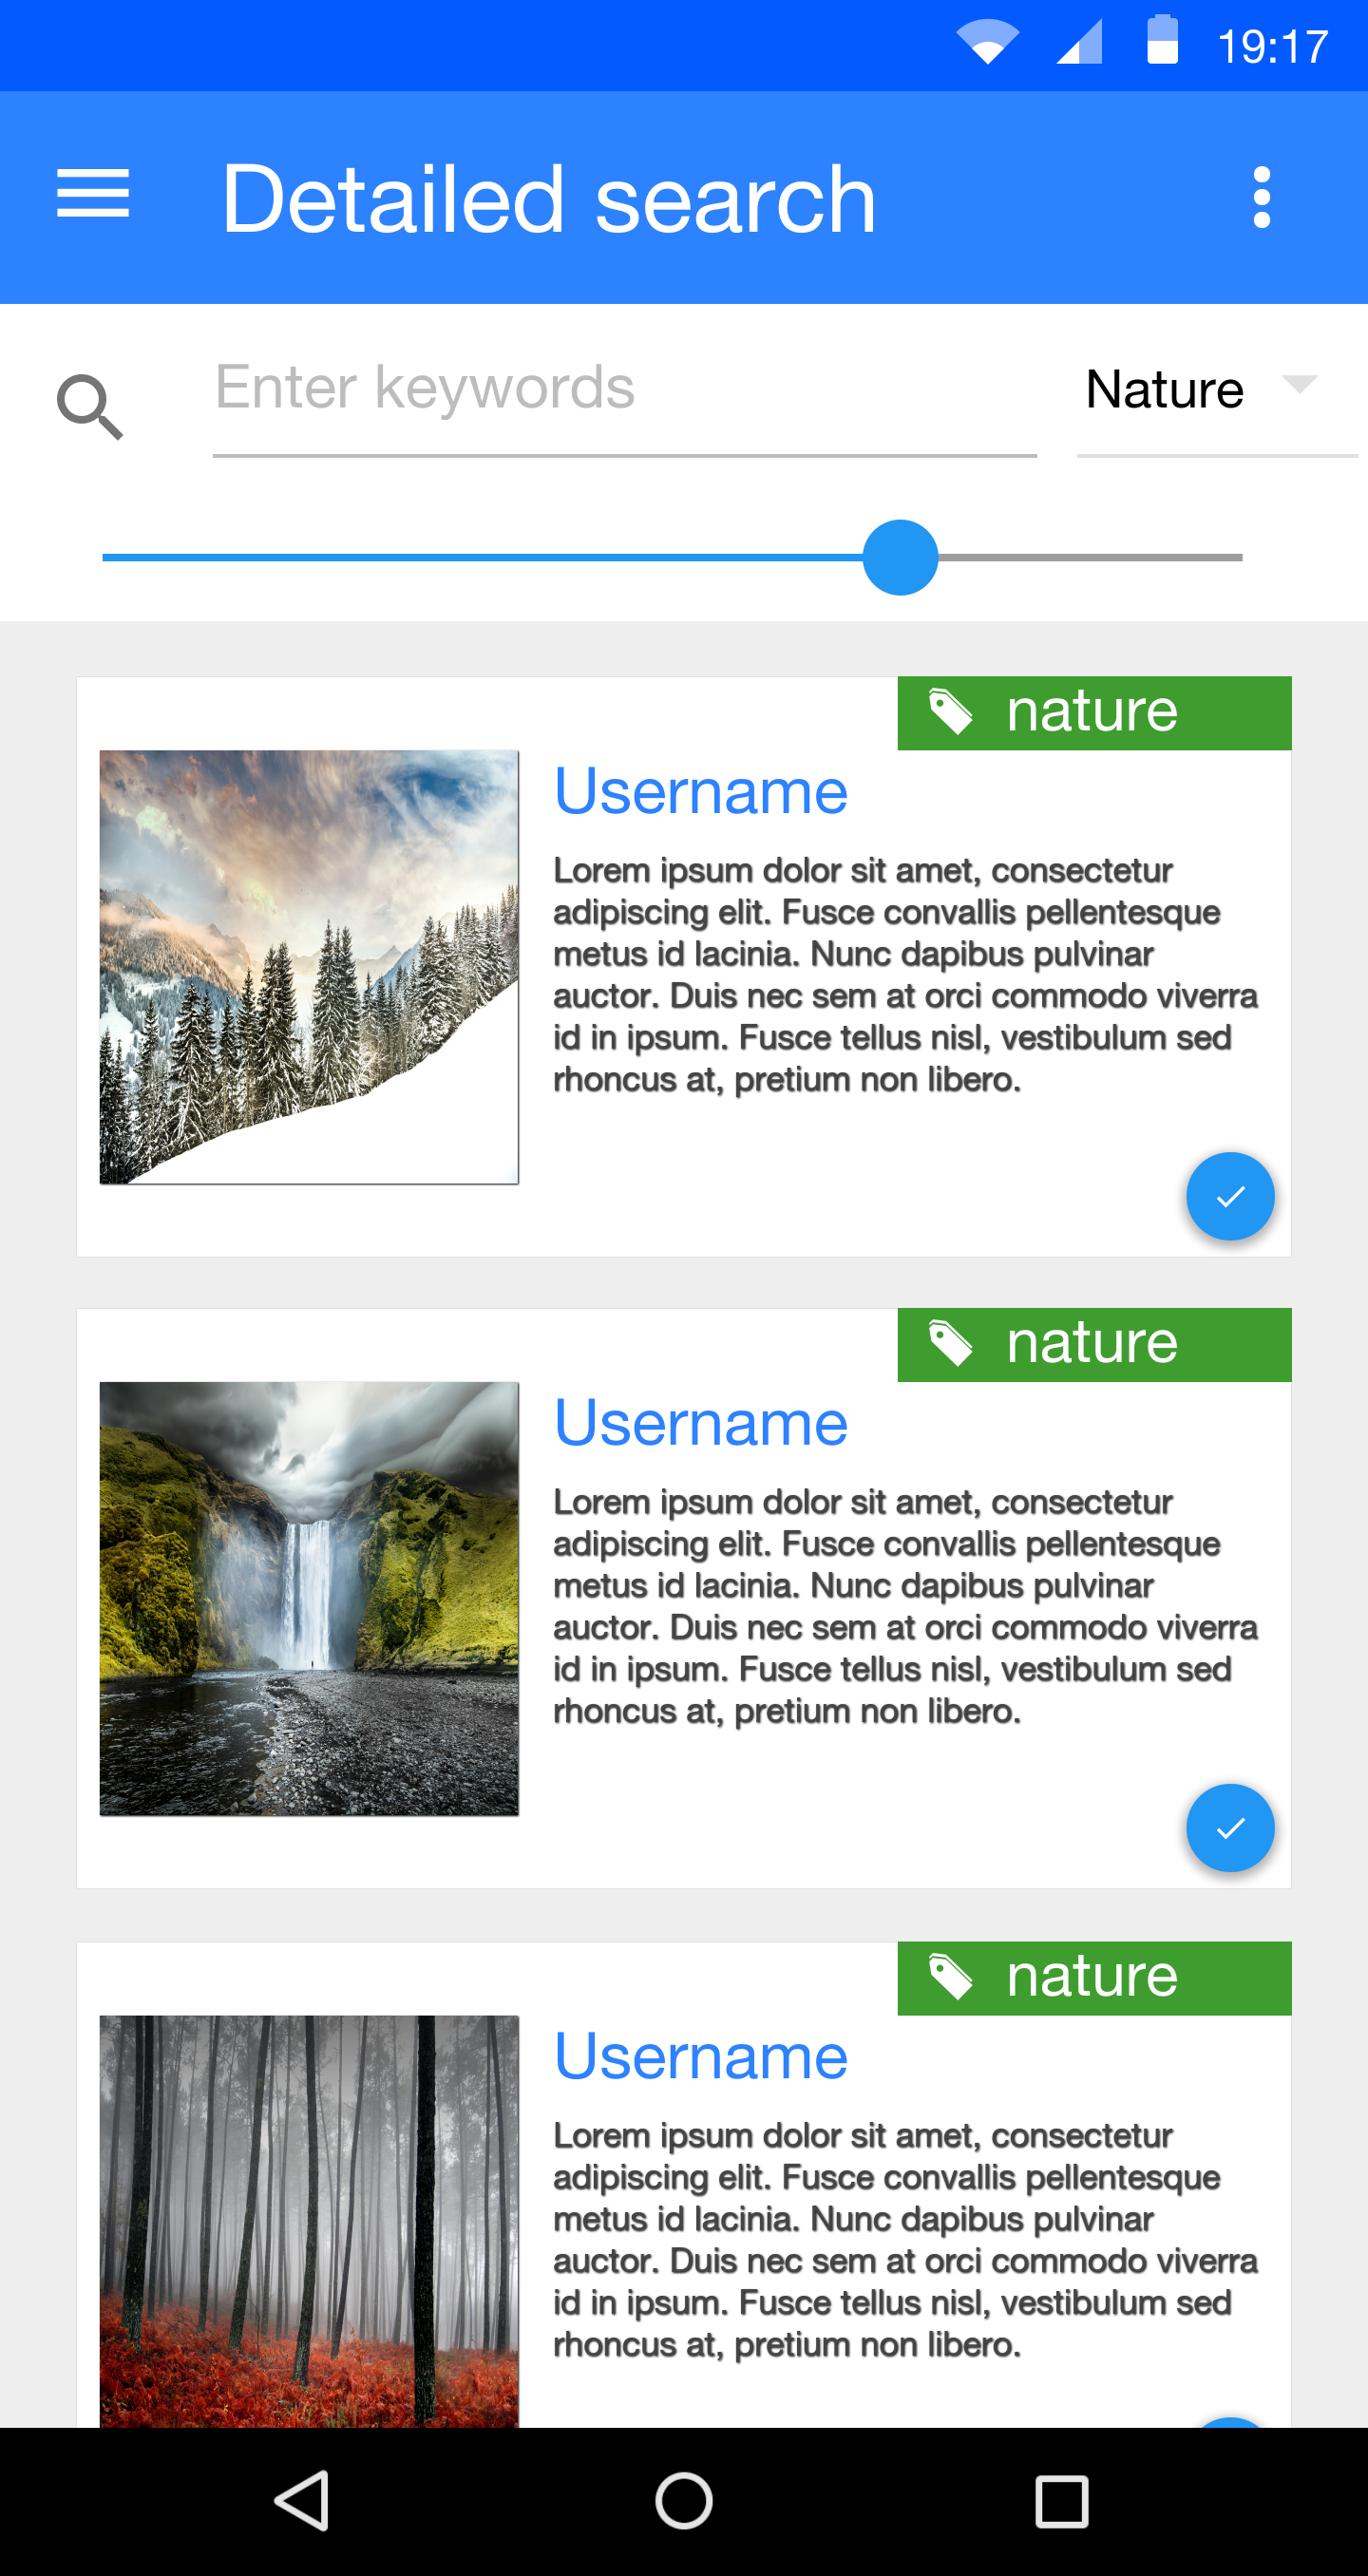 19:17
Detailed search
Enter keywords
Nature
nature
Username
Lorem ipsum dolor sit amet, consectetur
adipiscing elit. Fusce convallis pellentesque
metus id lacinia. Nunc dapibus pulvinar
auctor. Duis nec sem at orci commodo viverra
id in ipsum. Fusce tellus nisl, vestibulum sed
rhoncus at, pretium non libero.
nature
Username
Lorem ipsum dolor sit amet, consectetur
adipiscing elit. Fusce convallis pellentesque
metus id lacinia. Nunc dapibus pulvinar
auctor. Duis nec sem at orci commodo viverra
id in ipsum. Fusce tellus nisl, vestibulum sed
rhoncus at, pretium non libero.
nature
Username
Lorem ipsum dolor sit amet, consectetur
adipiscing elit. Fusce convallis pellentesque
metus id lacinia. Nunc dapibus pulvinar
auctor. Duis nec sem at orci commodo viverra
id in ipsum. Fusce tellus nisl, vestibulum sed
rhoncus at, pretium non libero.